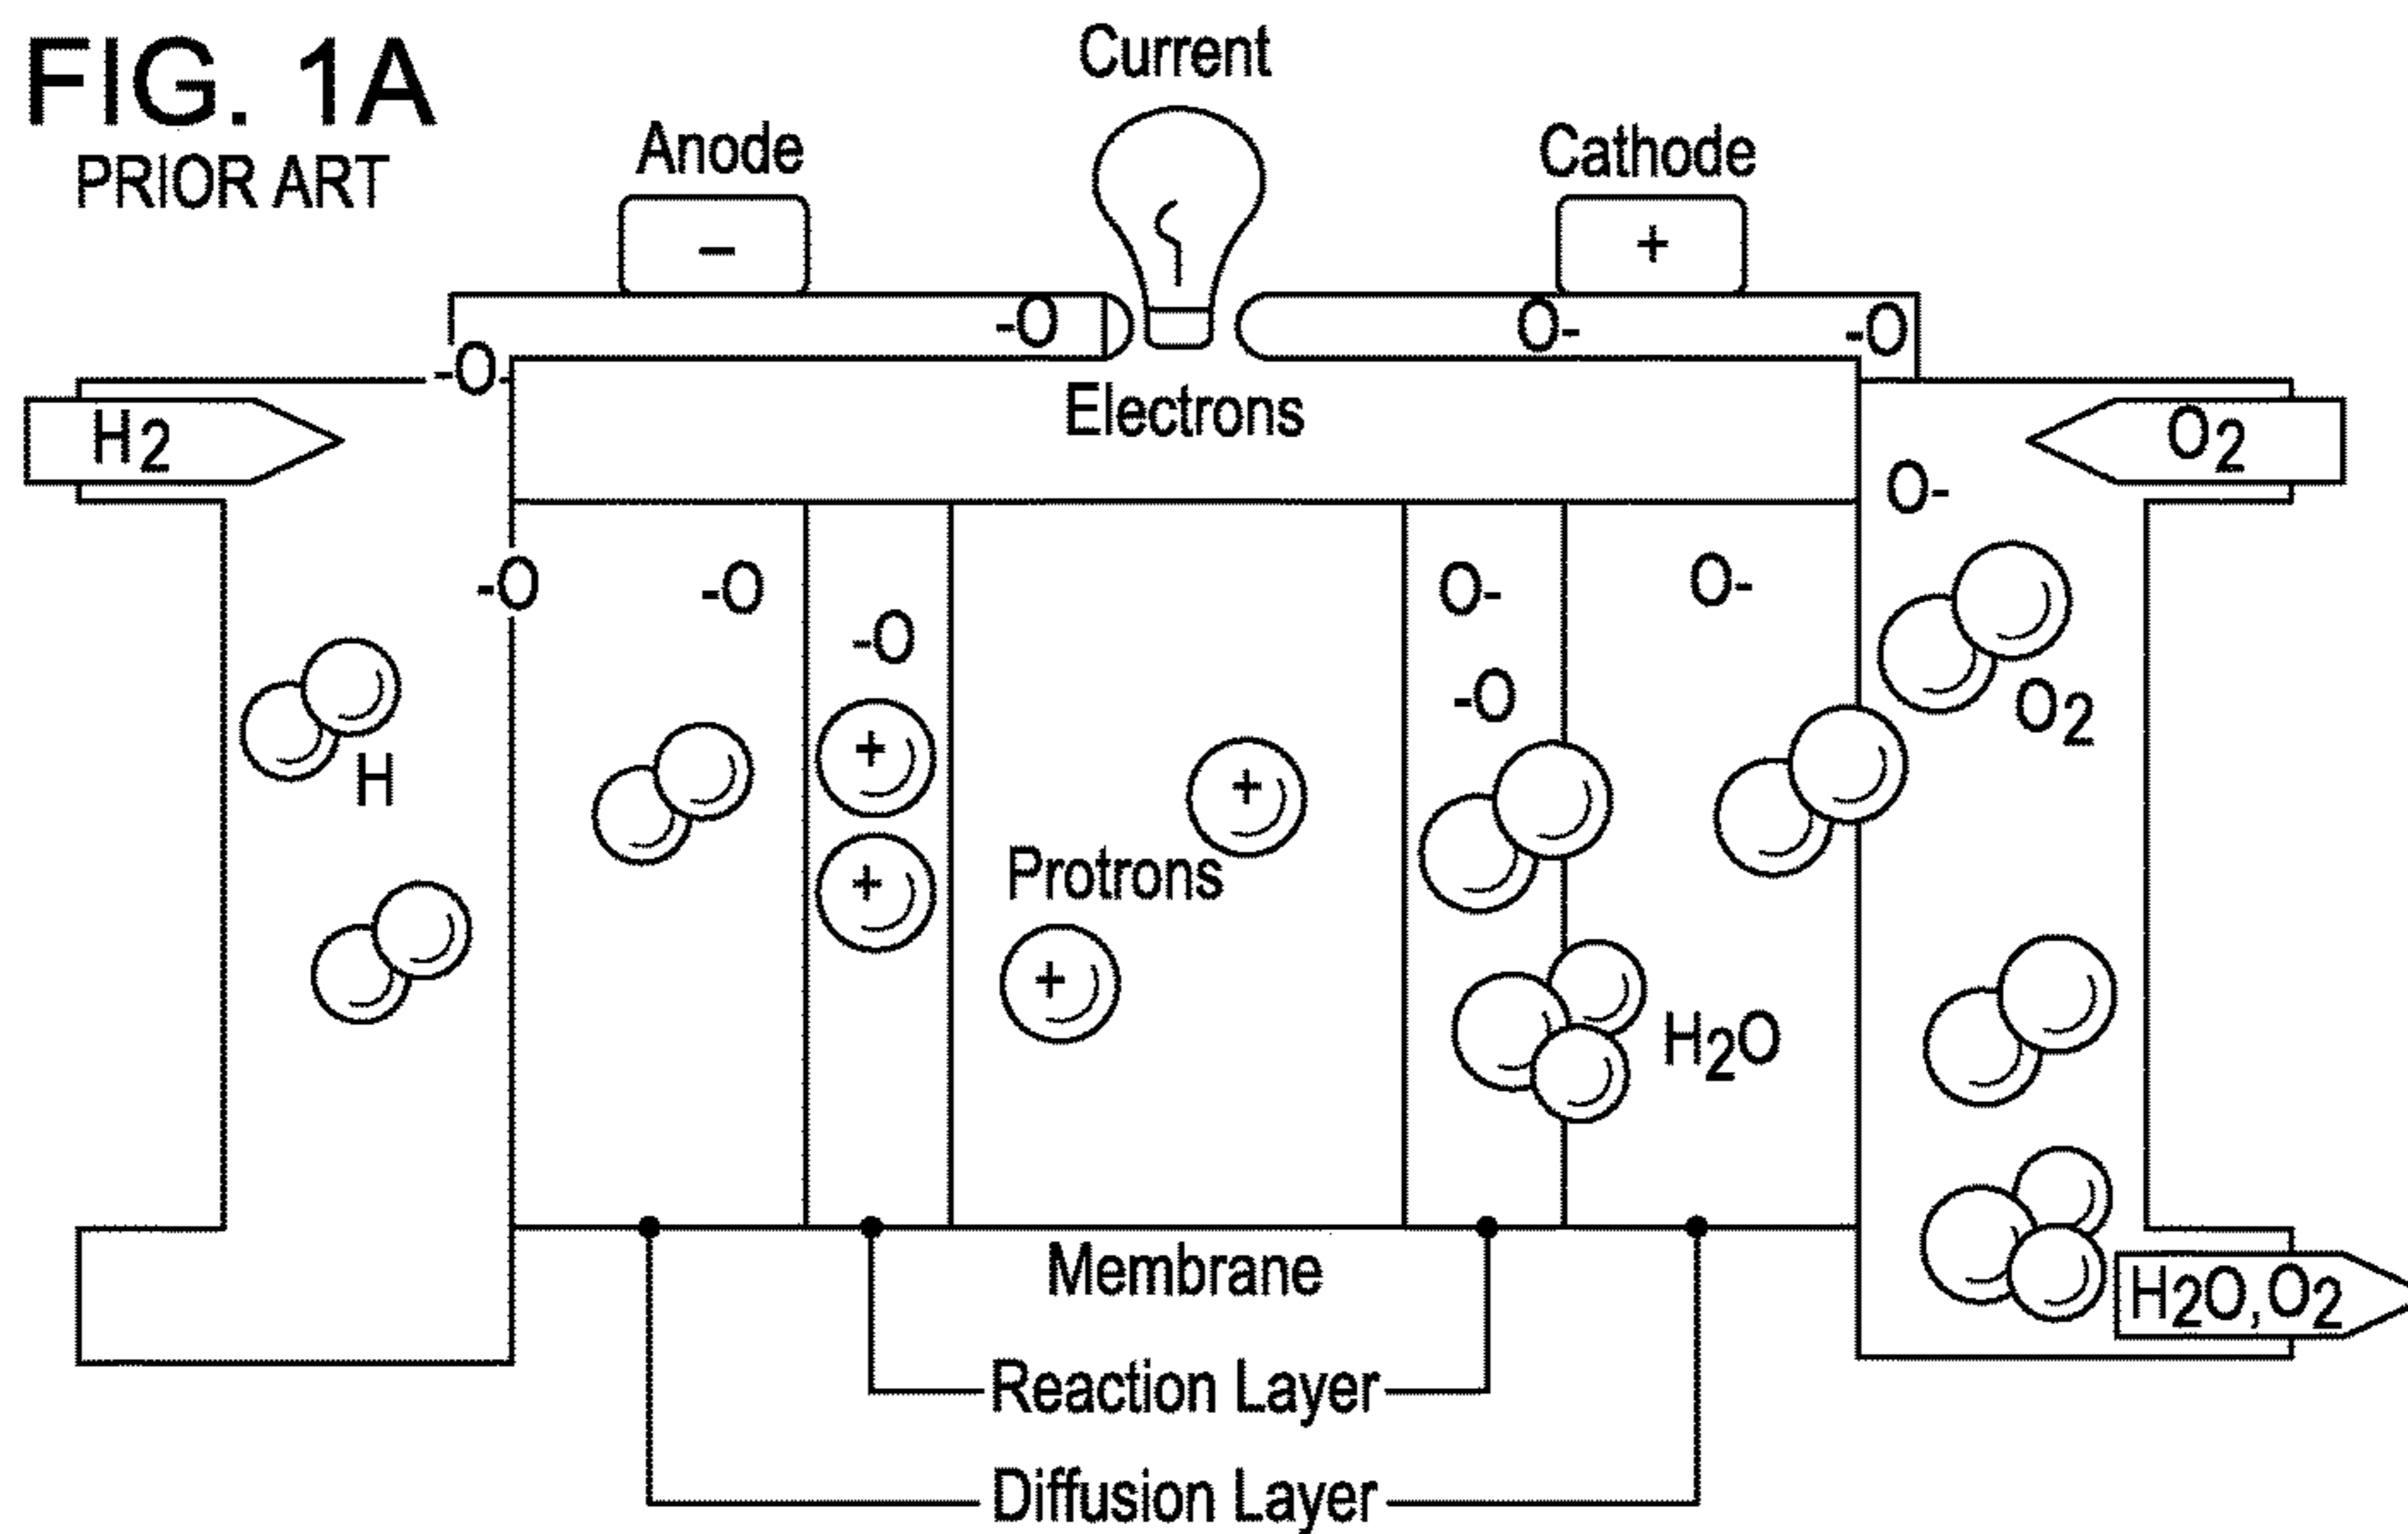 FIG. 1A
PRIOR ART
Current
Anode
Cathode
−
+
-O
O-
-O
-O-
Electrons
H2
O2
O-
-O
-O
O-
O-
-O
-O
O2
H
+
+
+
Protrons
+
H2O
Membrane
H2O, O2
Reaction Layer
Diffusion Layer